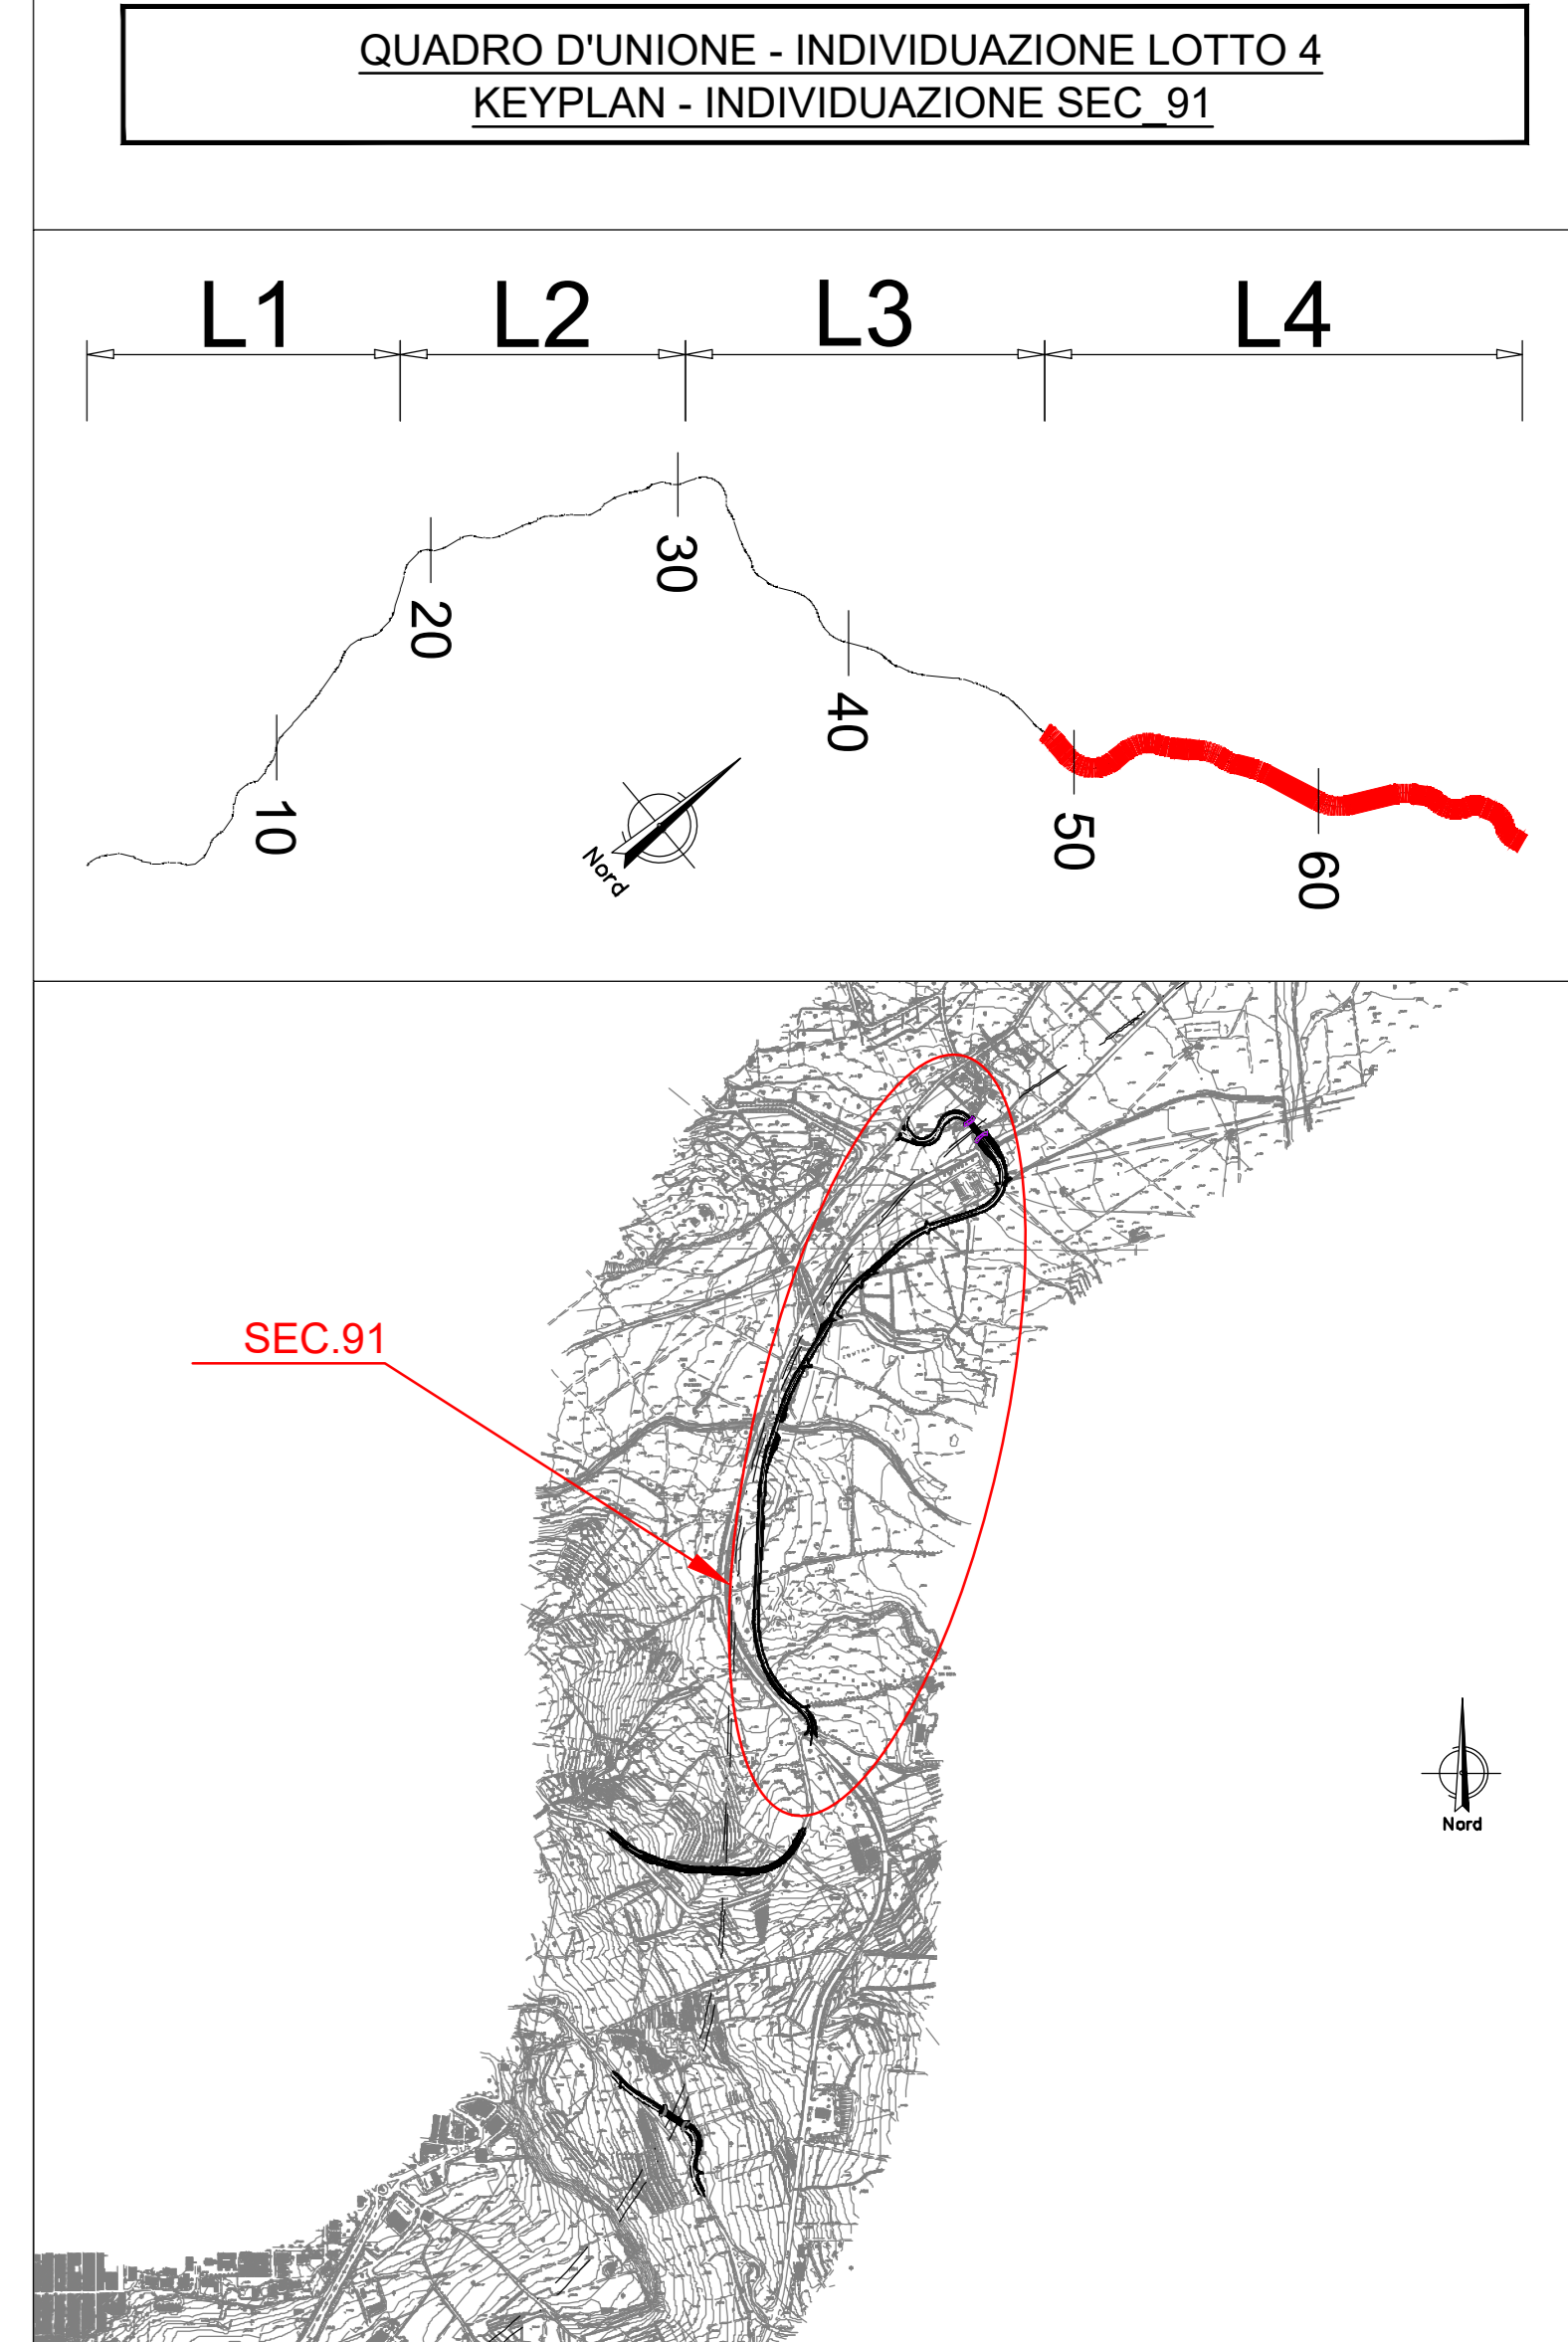 QUADRO D'UNIONE - INDIVIDUAZIONE LOTTO 4
KEYPLAN - INDIVIDUAZIONE SEC_91
L1 L2 L3 L4
10
20
30
40
50
60
Nord
SEC.91
Nord